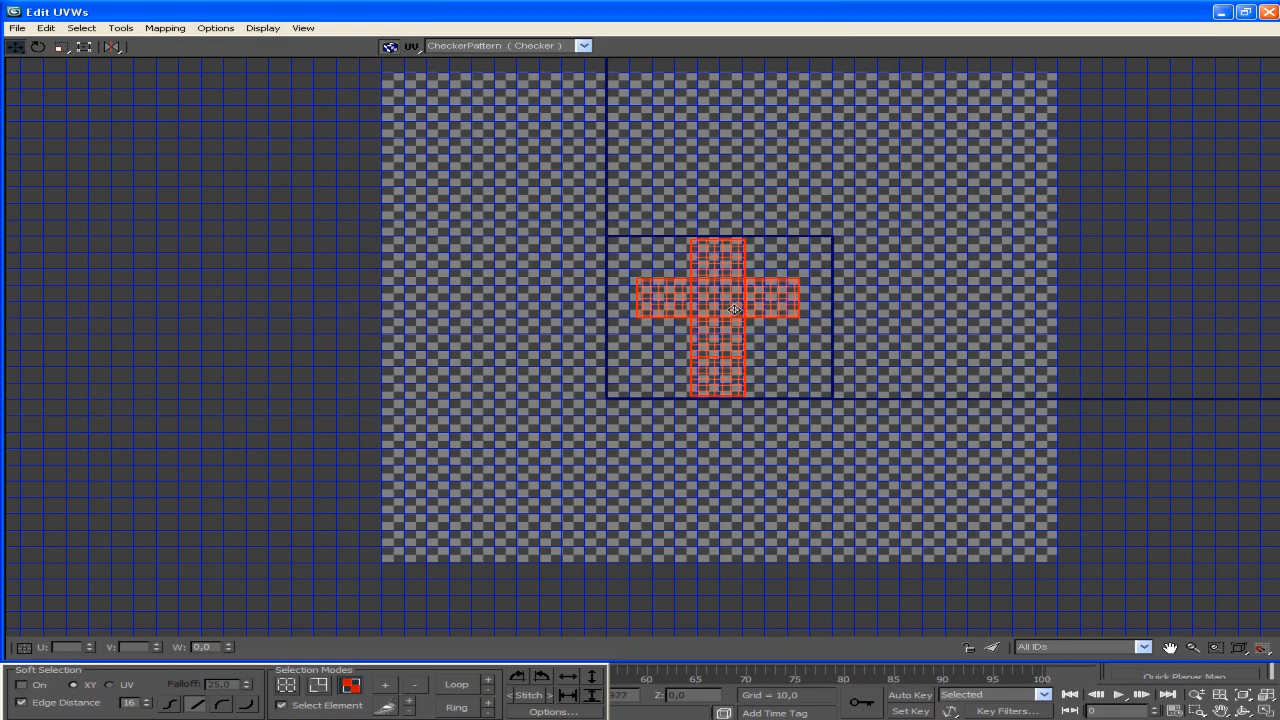 Edit UVWs
File Edit Select Tools Mapping Options Display View
UV CheckerPattern ( Checker )
U: V: W: 0,0 All IDs
Soft Selection Selection Modes
60 65 70 75 80 85 90 95 100
Quick Planar Map
On XY UV Falloff: 25,0 + - Loop Stitch 977 Z: 0,0 Grid = 10,0 Auto Key Selected
Edge Distance 16 Select Element Ring Options... Add Time Tag Set Key Key Filters... 0